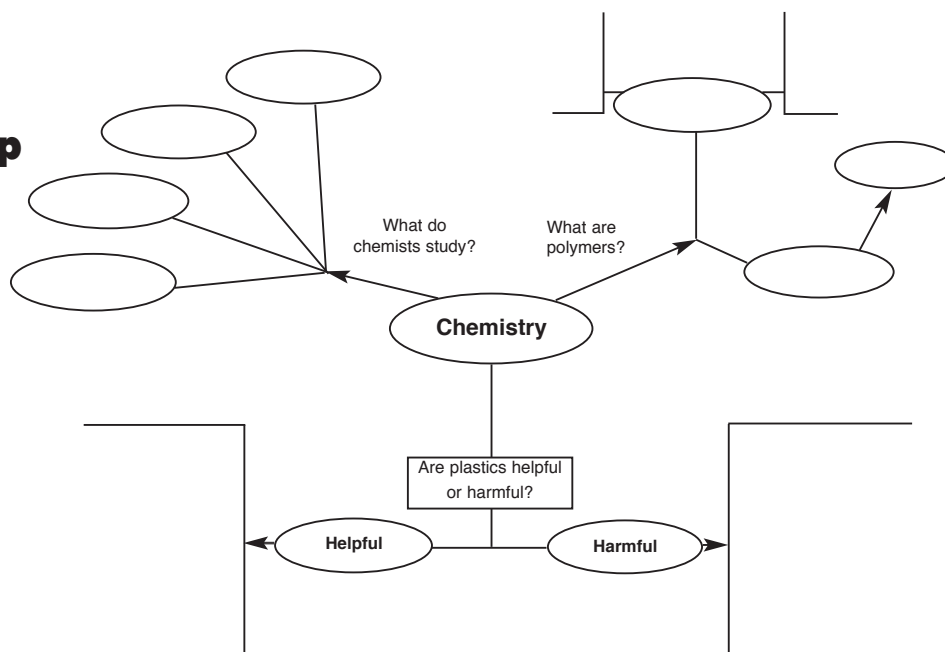 p
What do
chemists study?
What are
polymers?
Chemistry
Are plastics helpful
or harmful?
Helpful
Harmful